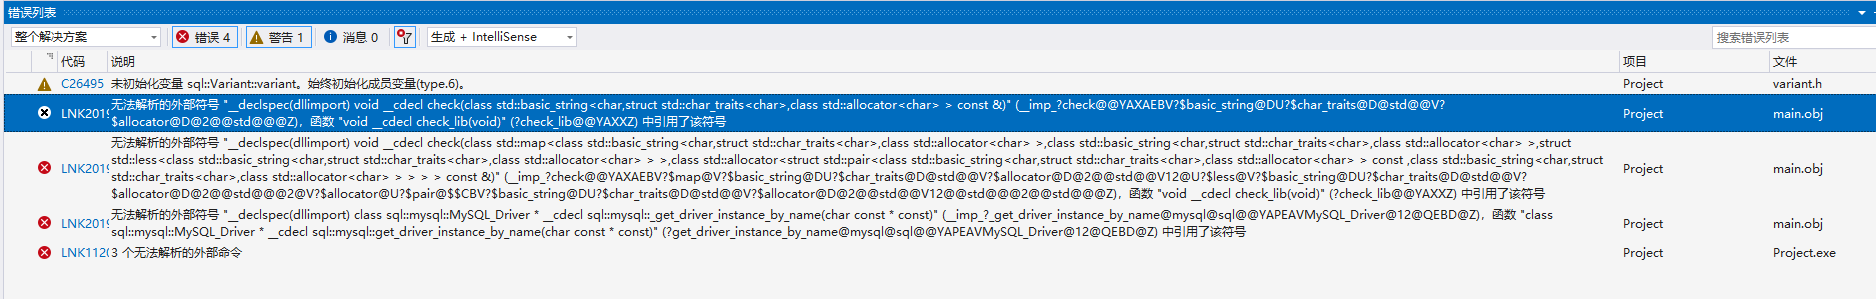 错误列表
整个解决方案 错误 4 警告 1 消息 0 生成 + IntelliSense 搜索错误列表
代码 说明 项目 文件
C26495 未初始化变量 sql::Variant::variant。始终初始化成员变量(type.6)。 Project variant.h
无法解析的外部符号 "__declspec(dllimport) void __cdecl check(class std::basic_string<char,struct std::char_traits<char>,class std::allocator<char> > const &)" (__imp_?check@@YAXAEBV?$basic_string@DU?$char_traits@D@std@@V?
LNK2019 $allocator@D@2@@std@@@Z)，函数 "void __cdecl check_lib(void)" (?check_lib@@YAXXZ) 中引用了该符号 Project main.obj
无法解析的外部符号 "__declspec(dllimport) void __cdecl check(class std::map<class std::basic_string<char,struct std::char_traits<char>,class std::allocator<char> >,class std::basic_string<char,struct std::char_traits<char>,class std::allocator<char> >,struct
std::less<class std::basic_string<char,struct std::char_traits<char>,class std::allocator<char> > >,class std::allocator<struct std::pair<class std::basic_string<char,struct std::char_traits<char>,class std::allocator<char> > const ,class std::basic_string<char,struct
LNK2019 std::char_traits<char>,class std::allocator<char> > > > > const &)" (__imp_?check@@YAXAEBV?$map@V?$basic_string@DU?$char_traits@D@std@@V?$allocator@D@2@@std@@V12@U?$less@V?$basic_string@DU?$char_traits@D@std@@V? Project main.obj
$allocator@D@2@@std@@@2@V?$allocator@U?$pair@$$CBV?$basic_string@DU?$char_traits@D@std@@V?$allocator@D@2@@std@@V12@@std@@@2@@std@@@Z)，函数 "void __cdecl check_lib(void)" (?check_lib@@YAXXZ) 中引用了该符号
无法解析的外部符号 "__declspec(dllimport) class sql::mysql::MySQL_Driver * __cdecl sql::mysql::_get_driver_instance_by_name(char const * const)" (__imp_?_get_driver_instance_by_name@mysql@sql@@YAPEAVMySQL_Driver@12@QEBD@Z)，函数 "class
LNK2019 sql::mysql::MySQL_Driver * __cdecl sql::mysql::get_driver_instance_by_name(char const * const)" (?get_driver_instance_by_name@mysql@sql@@YAPEAVMySQL_Driver@12@QEBD@Z) 中引用了该符号 Project main.obj
LNK1120 3 个无法解析的外部命令 Project Project.exe